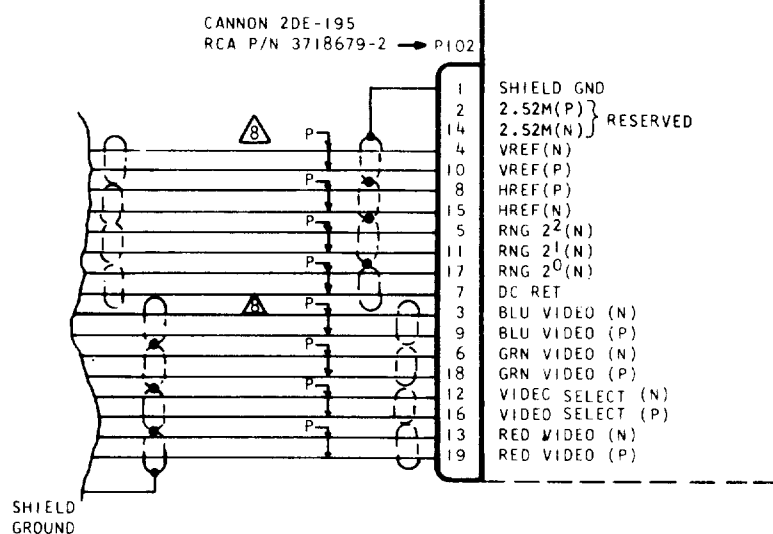 CANNON 2DE-19S
RCA P/N 3718679-2 → P102
1 SHIELD GND
2 2.52M(P)
14 2.52M(N) } RESERVED
4 VREF(N)
10 VREF(P)
8 HREF(P)
15 HREF(N)
5 RNG 2²(N)
11 RNG 2¹(N)
17 RNG 2⁰(N)
7 DC RET
3 BLU VIDEO (N)
9 BLU VIDEO (P)
6 GRN VIDEO (N)
18 GRN VIDEO (P)
12 VIDEC SELECT (N)
16 VIDEO SELECT (P)
13 RED VIDEO (N)
19 RED VIDEO (P)
8
P
P
P
P
8
P
P
P
P
SHIELD
GROUND